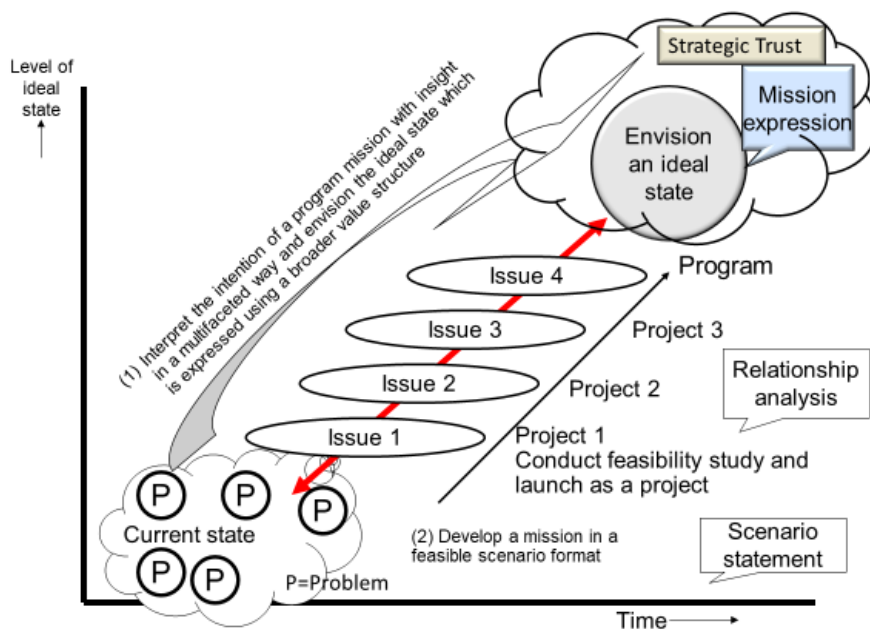 Strategic Trust
Level of
ideal
state
Mission
expression
Envision
an ideal
state
(1) Interpret the intention of a program mission with insight
in a multifaceted way and envision the ideal state which
is expressed using a broader value structure
Issue 4
Program
Issue 3
Project 3
Issue 2
Project 2
Relationship
analysis
Issue 1
Project 1
Conduct feasibility study and
launch as a project
P
P
P
Current state
(2) Develop a mission in a
feasible scenario format
Scenario
statement
P
P
P=Problem
Time